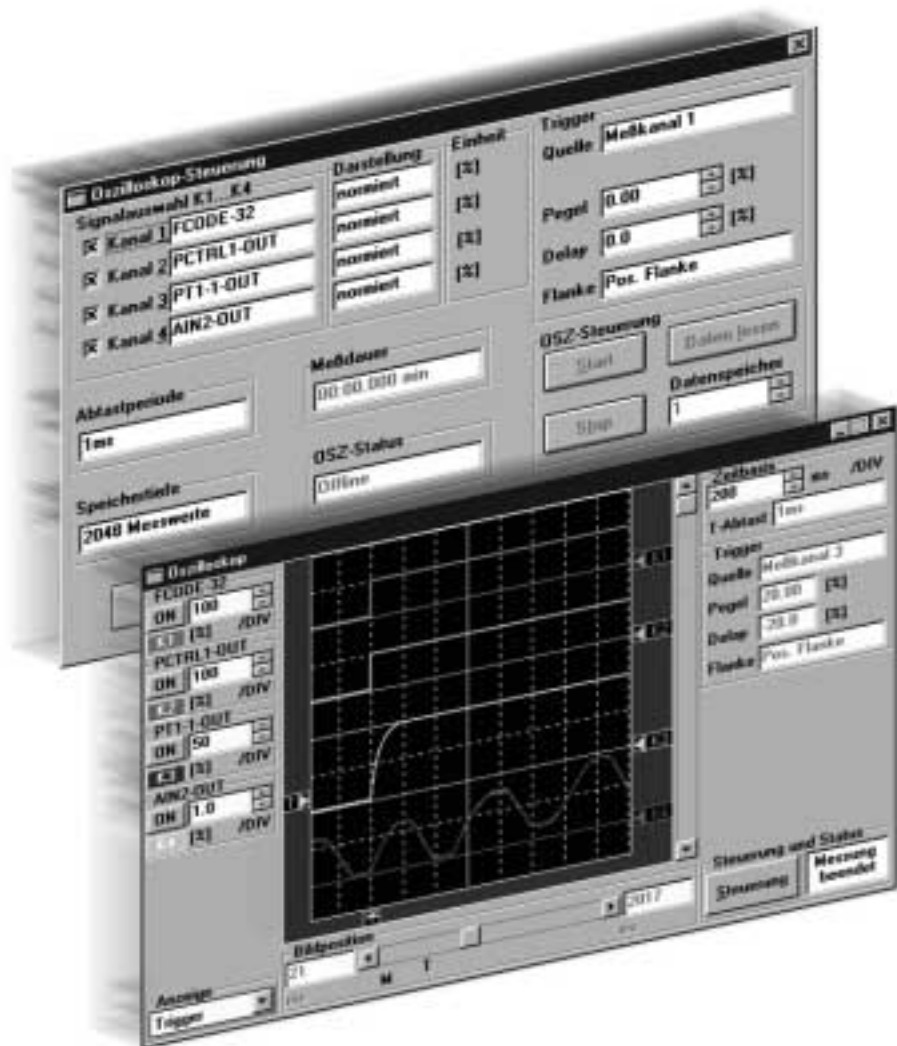 Oszilloskop-Steuerung
Signalauswahl K1...K4
Kanal 1 FCODE-32
Kanal 2 PCTRL1-OUT
Kanal 3 PT1-1-OUT
Kanal 4 AIN2-OUT
Darstellung
normiert
normiert
normiert
normiert
Einheit
[%]
[%]
[%]
[%]
Trigger
Quelle Meßkanal 1
Pegel 0.00 [%]
Delay 0.0 [%]
Flanke Pos. Flanke
Abtastperiode
1ms
Meßdauer
00:00.000 min
OSZ-Steuerung
Start
Daten lesen
Stop
Datenspeicher
1
Speichertiefe
2048 Messwerte
OSZ-Status
Offline
Oszilloskop
FCODE-32
ON 100
[%] /DIV
PCTRL1-OUT
ON 100
[%] /DIV
PT1-1-OUT
ON 50
[%] /DIV
AIN2-OUT
ON 1.0
[%] /DIV
Anzeige
Trigger
Bildposition
21
M T
2017
Zeitbasis
200 ms /DIV
T-Abtast 1ms
Trigger
Quelle Meßkanal 3
Pegel 20.00 [%]
Delay -20.0 [%]
Flanke Pos. Flanke
Steuerung und Status
Steuerung
Messung
beendet